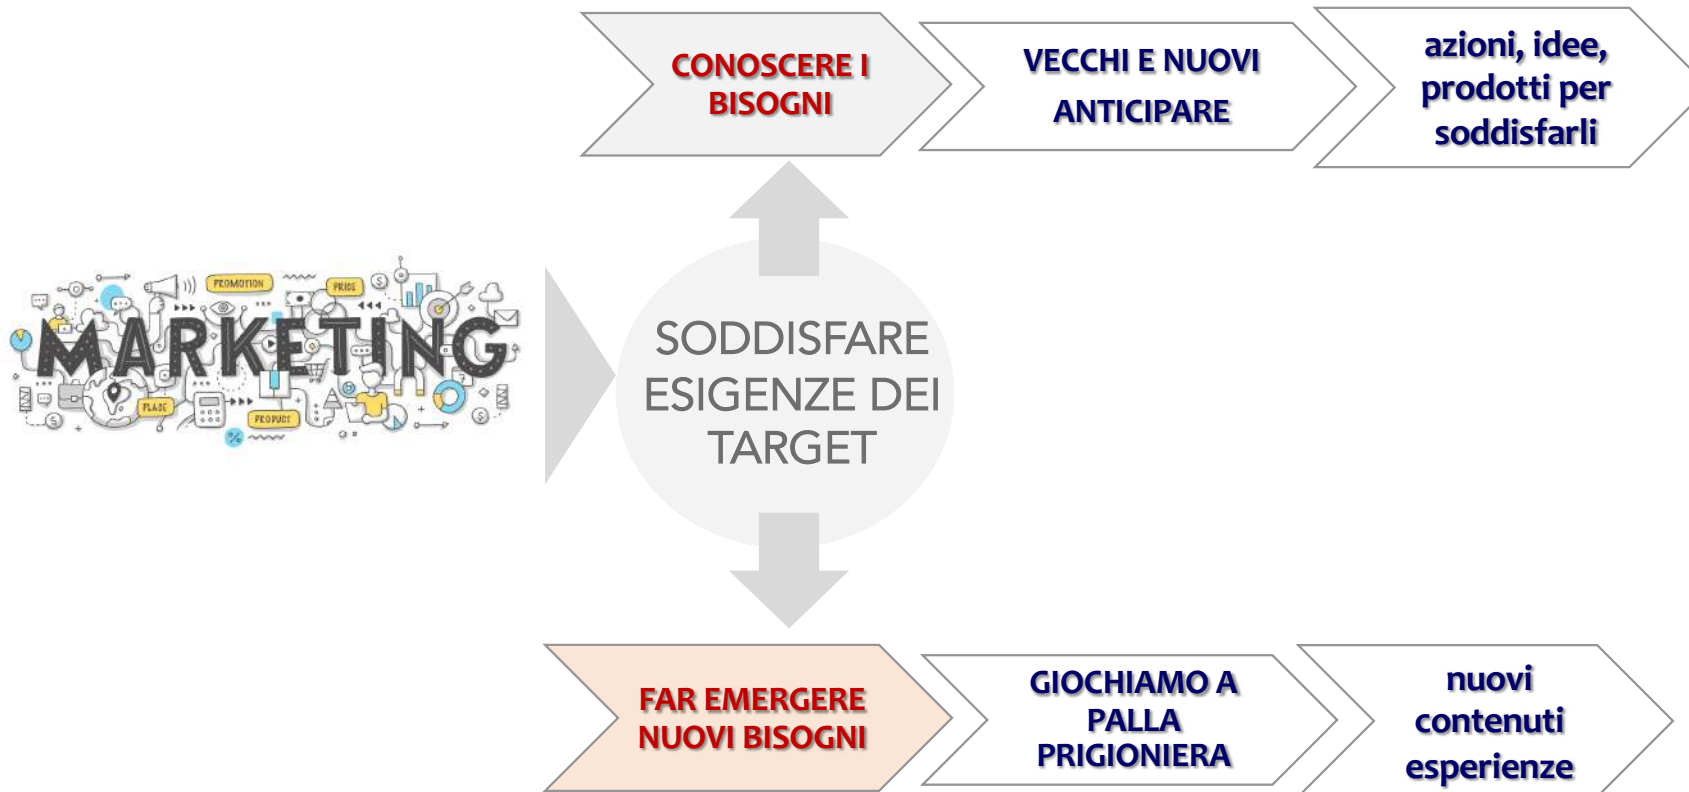 CONOSCERE I
BISOGNI
VECCHI E NUOVI
ANTICIPARE
azioni, idee,
prodotti per
soddisfarli
PROMOTION
PRICE
MARKETING
PLACE
PRODUCT
SODDISFARE
ESIGENZE DEI
TARGET
FAR EMERGERE
NUOVI BISOGNI
GIOCHIAMO A
PALLA
PRIGIONIERA
nuovi
contenuti
esperienze